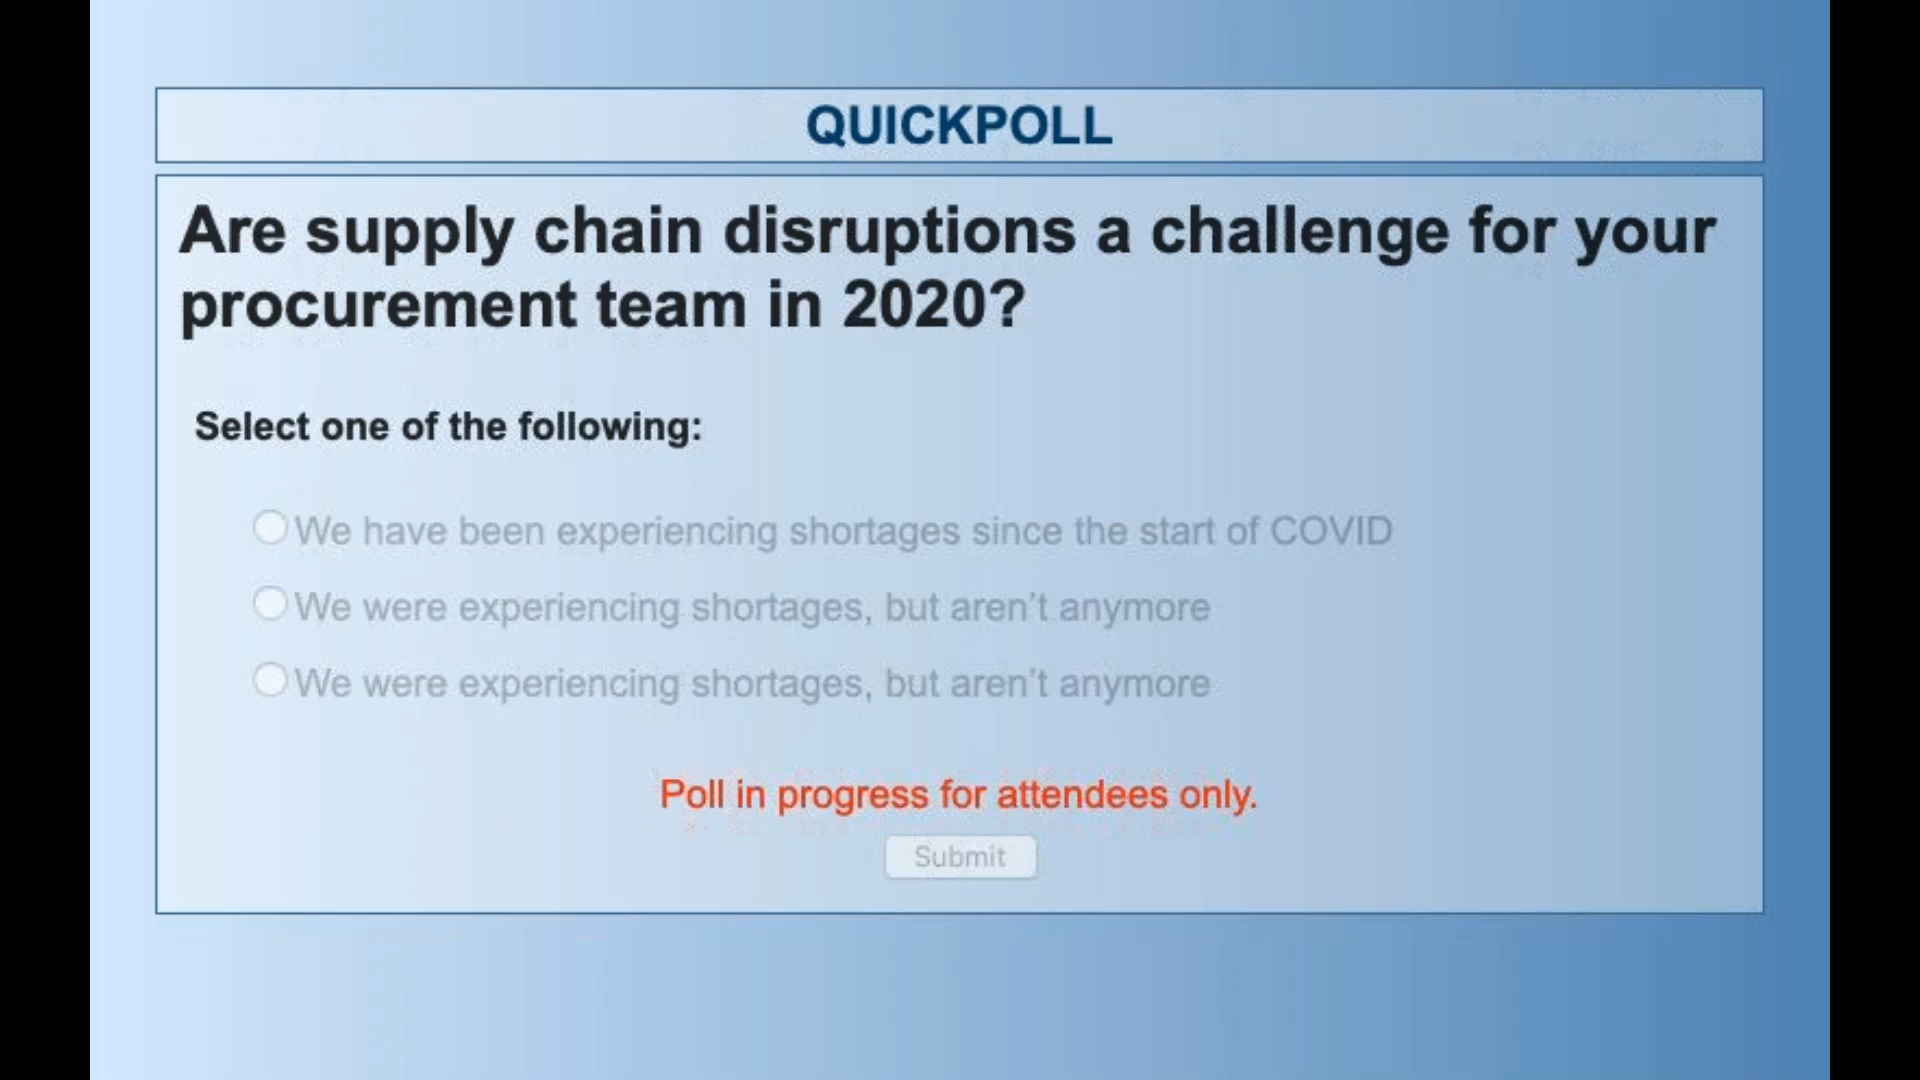 QUICKPOLL
Are supply chain disruptions a challenge for your
procurement team in 2020?
Select one of the following:
We have been experiencing shortages since the start of COVID
We were experiencing shortages, but aren't anymore
We were experiencing shortages, but aren't anymore
Poll in progress for attendees only.
Submit